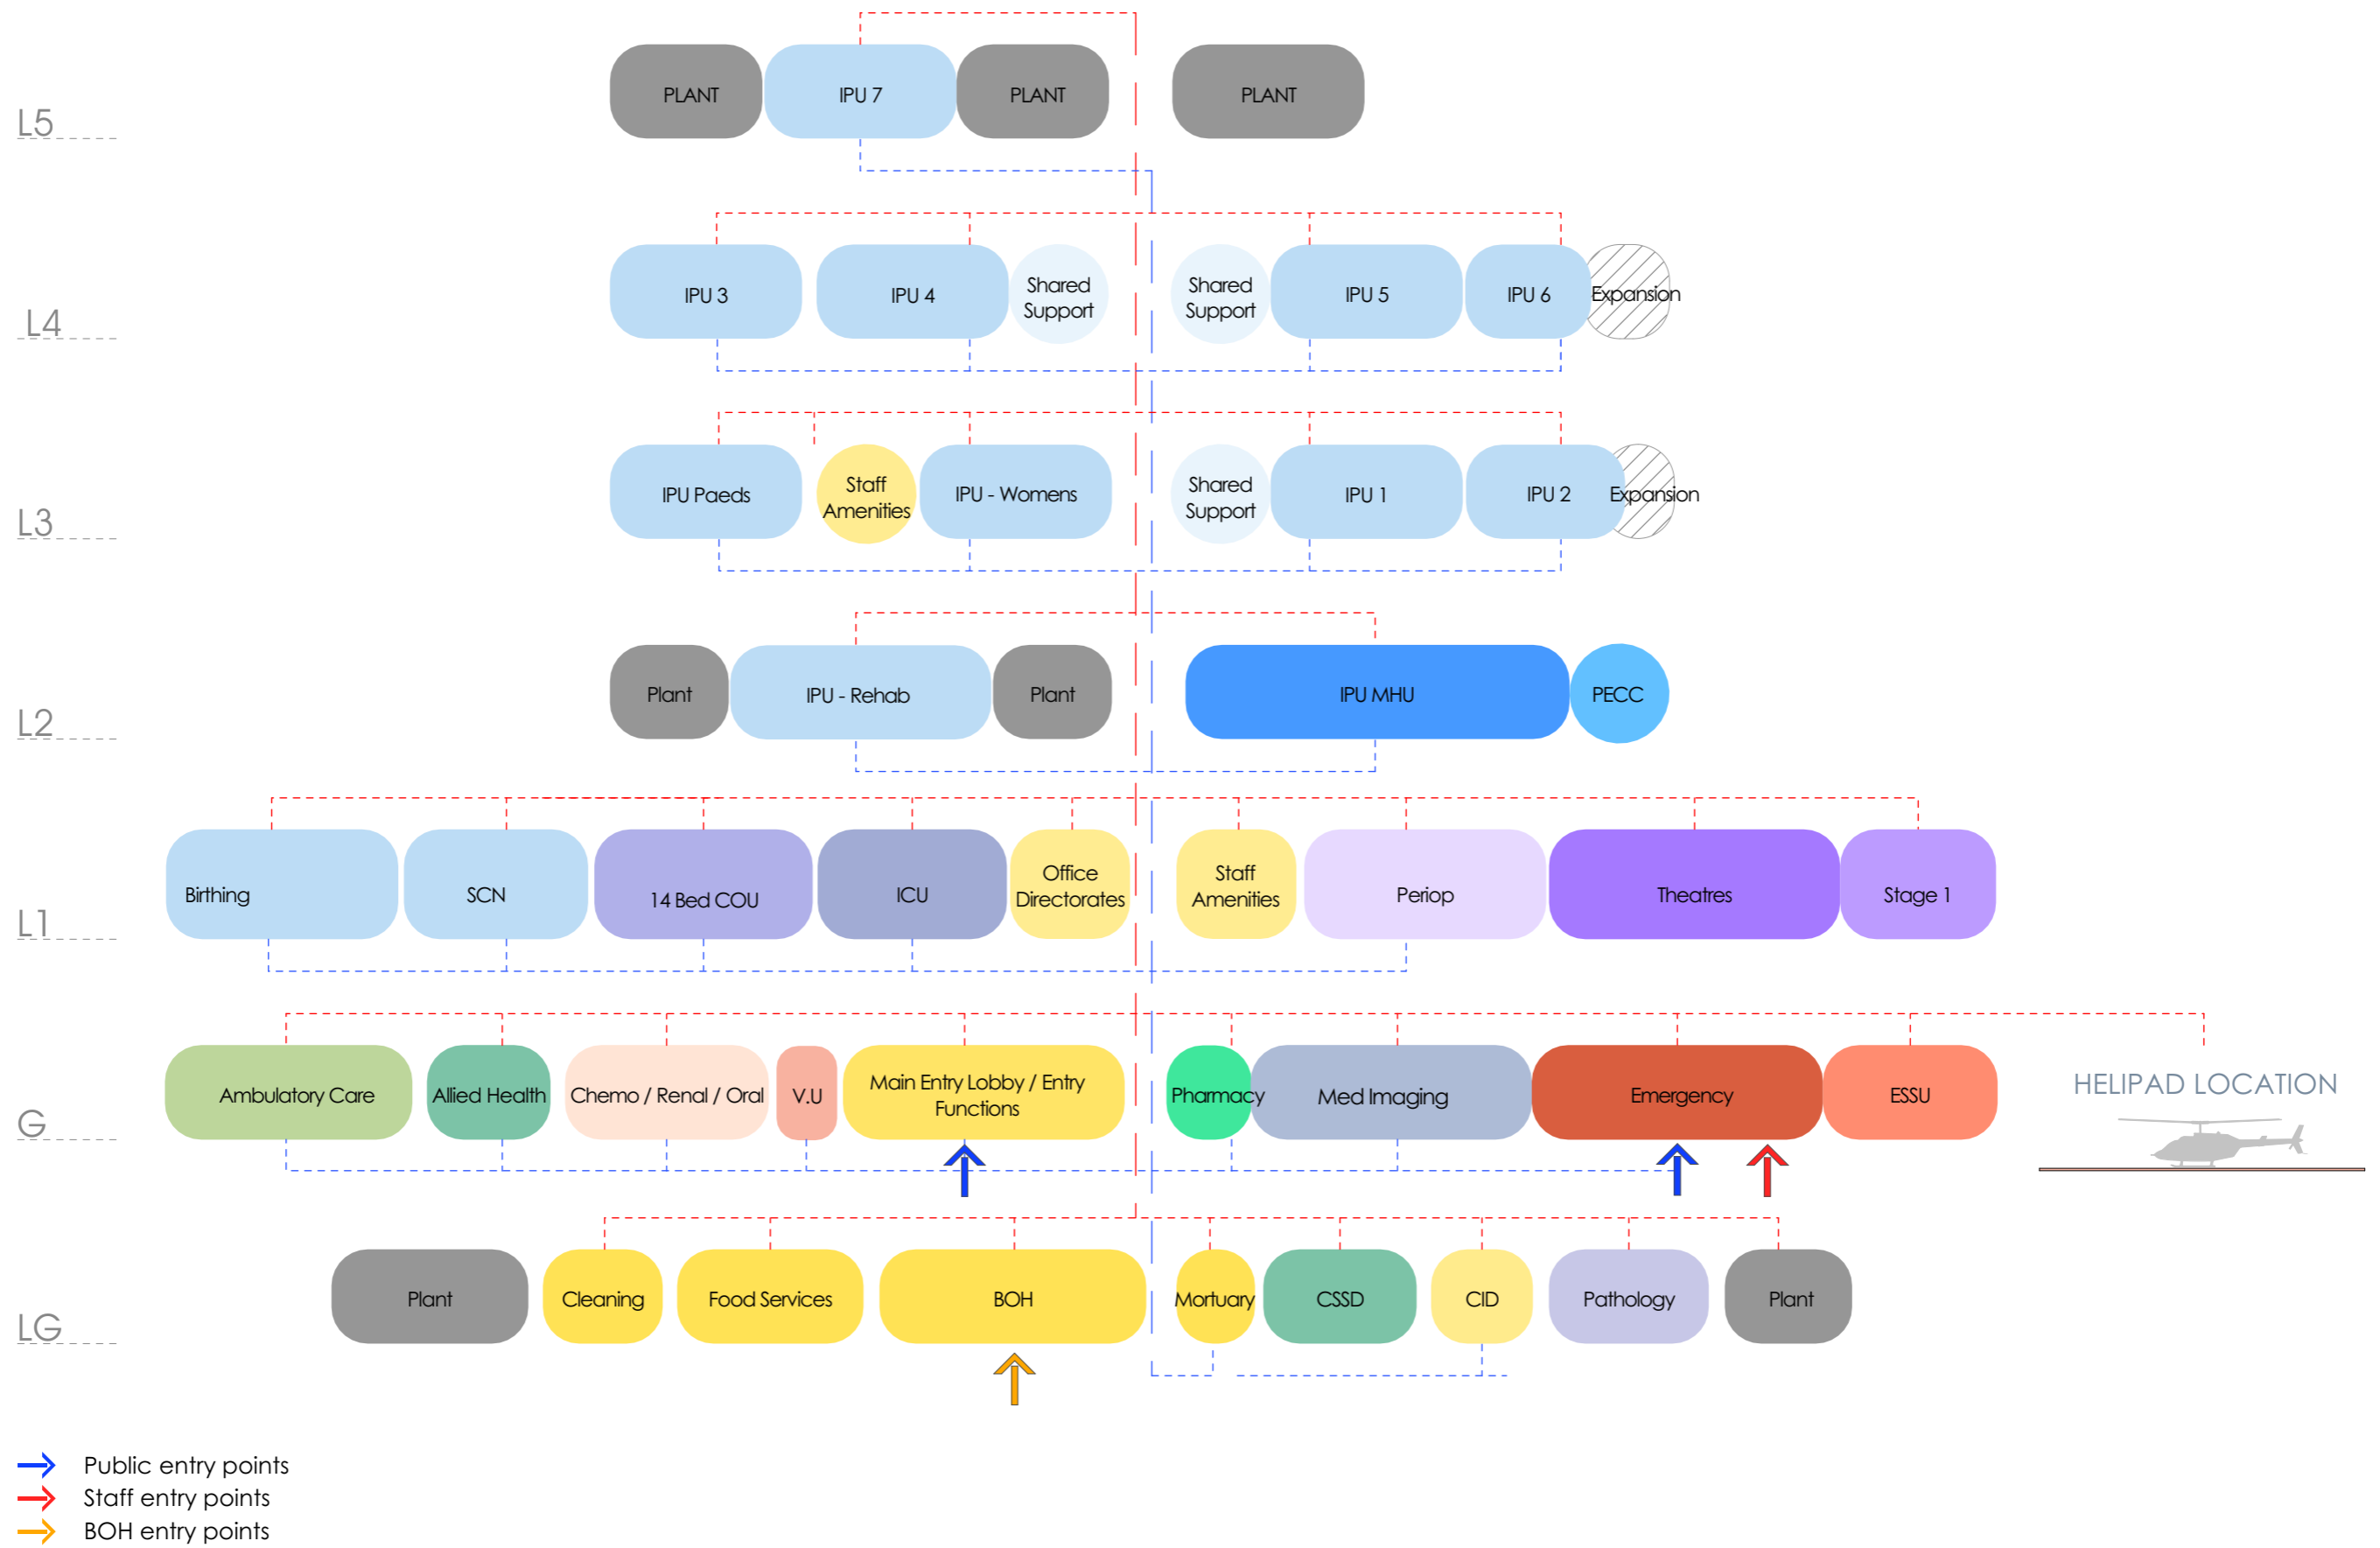 PLANT
IPU 7
PLANT
PLANT
L5
IPU 3
IPU 4
Shared
Support
Shared
Support
IPU 5
IPU 6
Expansion
L4
IPU Paeds
Staff
Amenities
IPU - Womens
Shared
Support
IPU 1
IPU 2
Expansion
L3
Plant
IPU - Rehab
Plant
IPU MHU
PECC
L2
Birthing
SCN
14 Bed COU
ICU
Office
Directorates
Staff
Amenities
Periop
Theatres
Stage 1
L1
Ambulatory Care
Allied Health
Chemo / Renal / Oral
V.U
Main Entry Lobby / Entry
Functions
Pharmacy
Med Imaging
Emergency
ESSU
HELIPAD LOCATION
G
Plant
Cleaning
Food Services
BOH
Mortuary
CSSD
CID
Pathology
Plant
LG
Public entry points
Staff entry points
BOH entry points